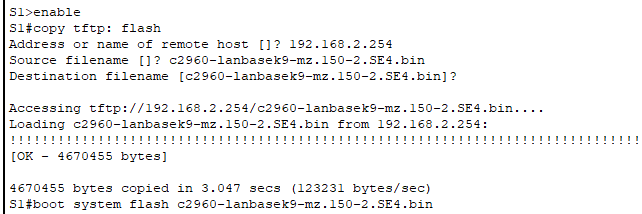 S1>enable
S1#copy tftp: flash
Address or name of remote host []? 192.168.2.254
Source filename []? c2960-lanbasek9-mz.150-2.SE4.bin
Destination filename [c2960-lanbasek9-mz.150-2.SE4.bin]?
Accessing tftp://192.168.2.254/c2960-lanbasek9-mz.150-2.SE4.bin....
Loading c2960-lanbasek9-mz.150-2.SE4.bin from 192.168.2.254:
!!!!!!!!!!!!!!!!!!!!!!!!!!!!!!!!!!!!!!!!!!!!!!!!!!!!!!!!!!!!!!!!!!!!!!!!!!!!!!!
[OK - 4670455 bytes]
4670455 bytes copied in 3.047 secs (123231 bytes/sec)
S1#boot system flash c2960-lanbasek9-mz.150-2.SE4.bin